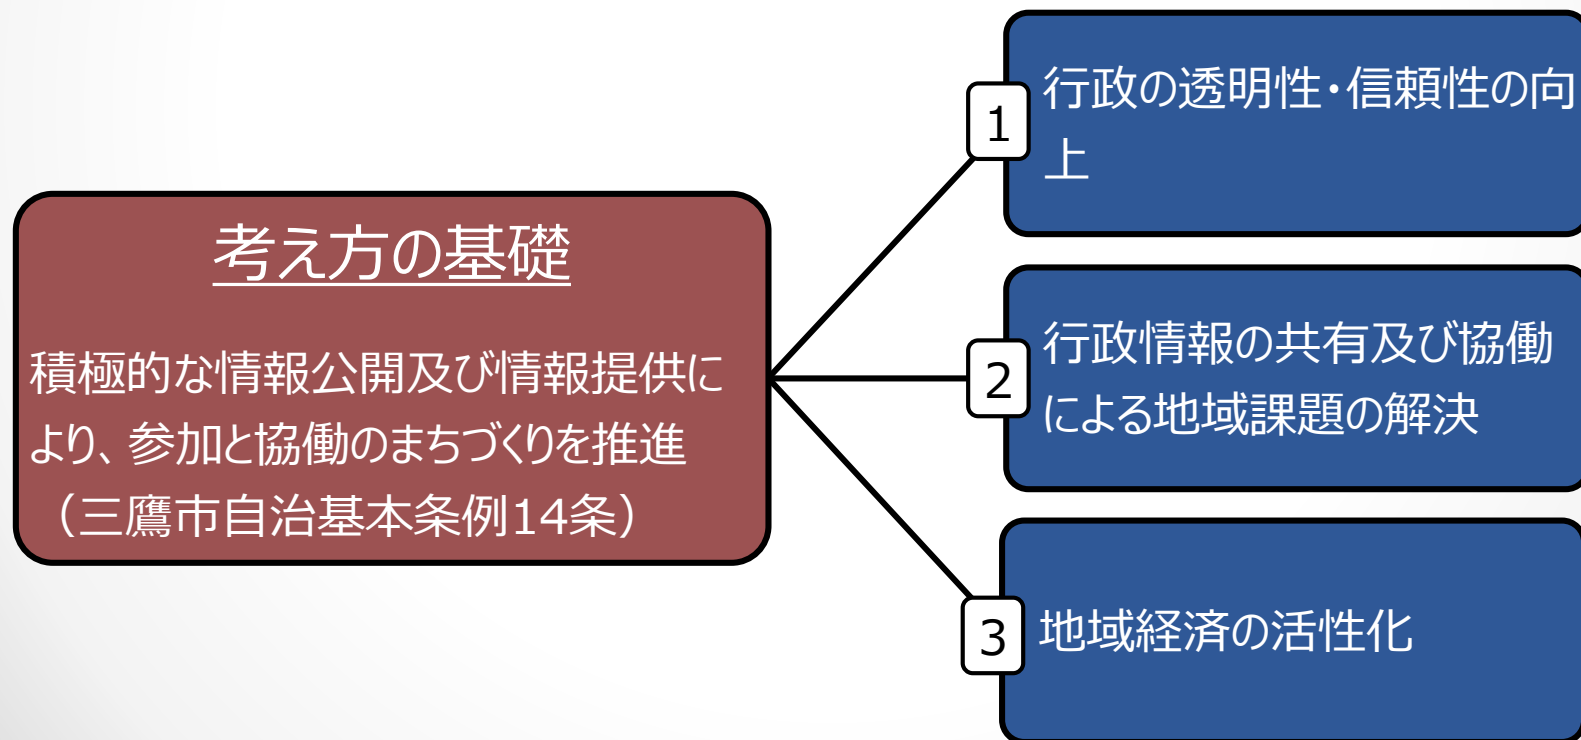 考え方の基礎
積極的な情報公開及び情報提供に
より、参加と協働のまちづくりを推進
（三鷹市自治基本条例14条）
1
行政の透明性・信頼性の向
上
2
行政情報の共有及び協働
による地域課題の解決
3
地域経済の活性化